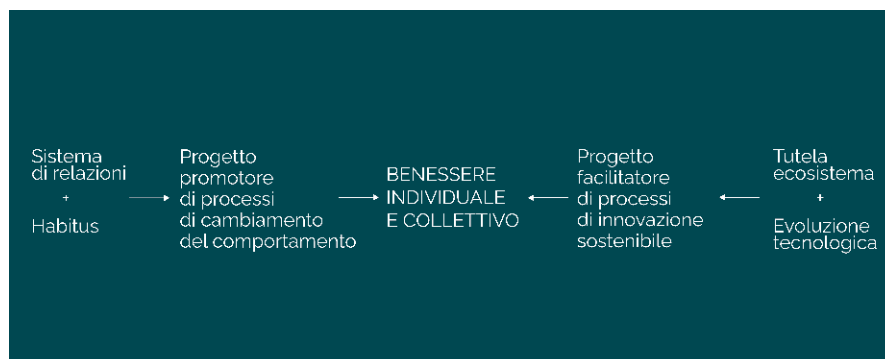 Sistema
di relazioni
+
Habitus
Progetto
promotore
di processi
di cambiamento
del comportamento
BENESSERE
INDIVIDUALE
E COLLETTIVO
Progetto
facilitatore
di processi
di innovazione
sostenibile
Tutela
ecosistema
+
Evoluzione
tecnologica